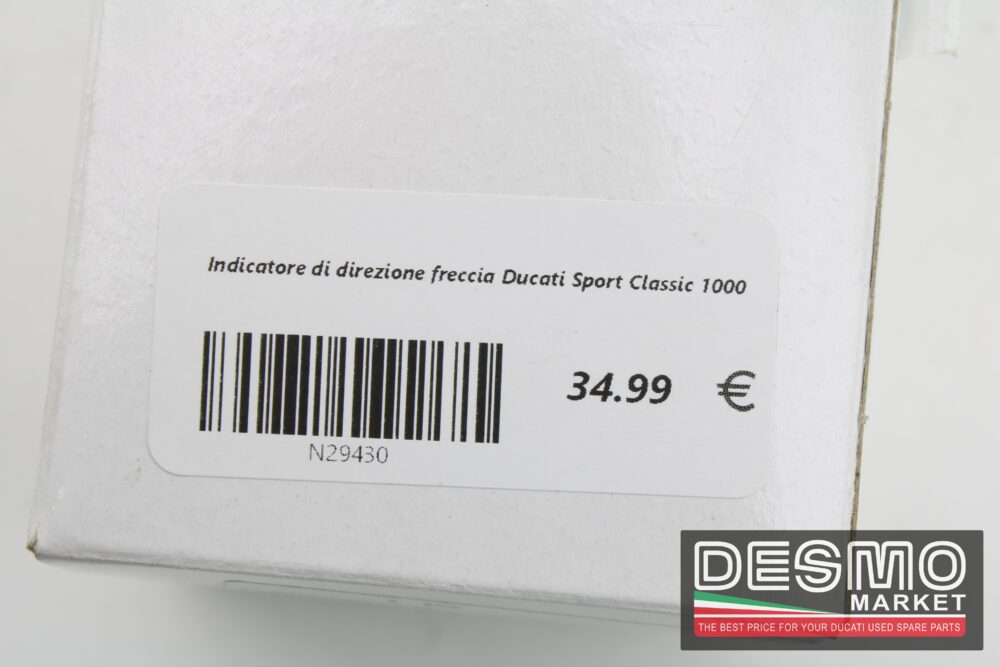 Indicatore di direzione freccia Ducati Sport Classic 1000
34.99 €
N29430
DESMO
MARKET
THE BEST PRICE FOR YOUR DUCATI USED SPARE PARTS